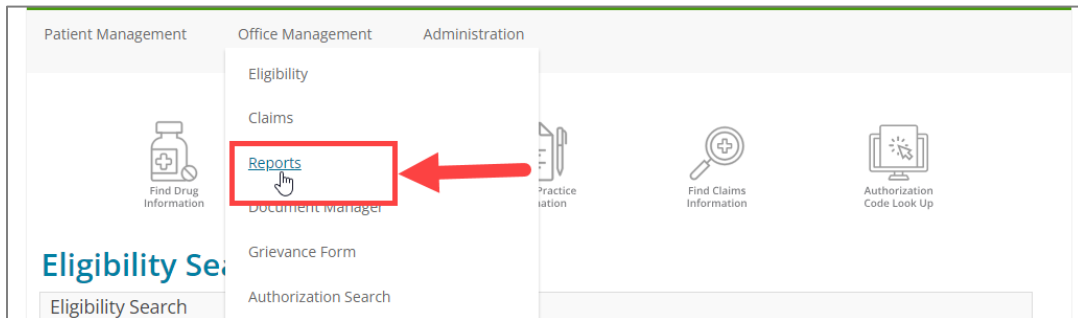 Patient Management Office Management Administration
Eligibility
Claims
Reports
Document Manager
Grievance Form
Authorization Search
Find Drug
Information
Practice
Find Claims
Information
Authorization
Code Look Up
Eligibility Sea
Eligibility Search